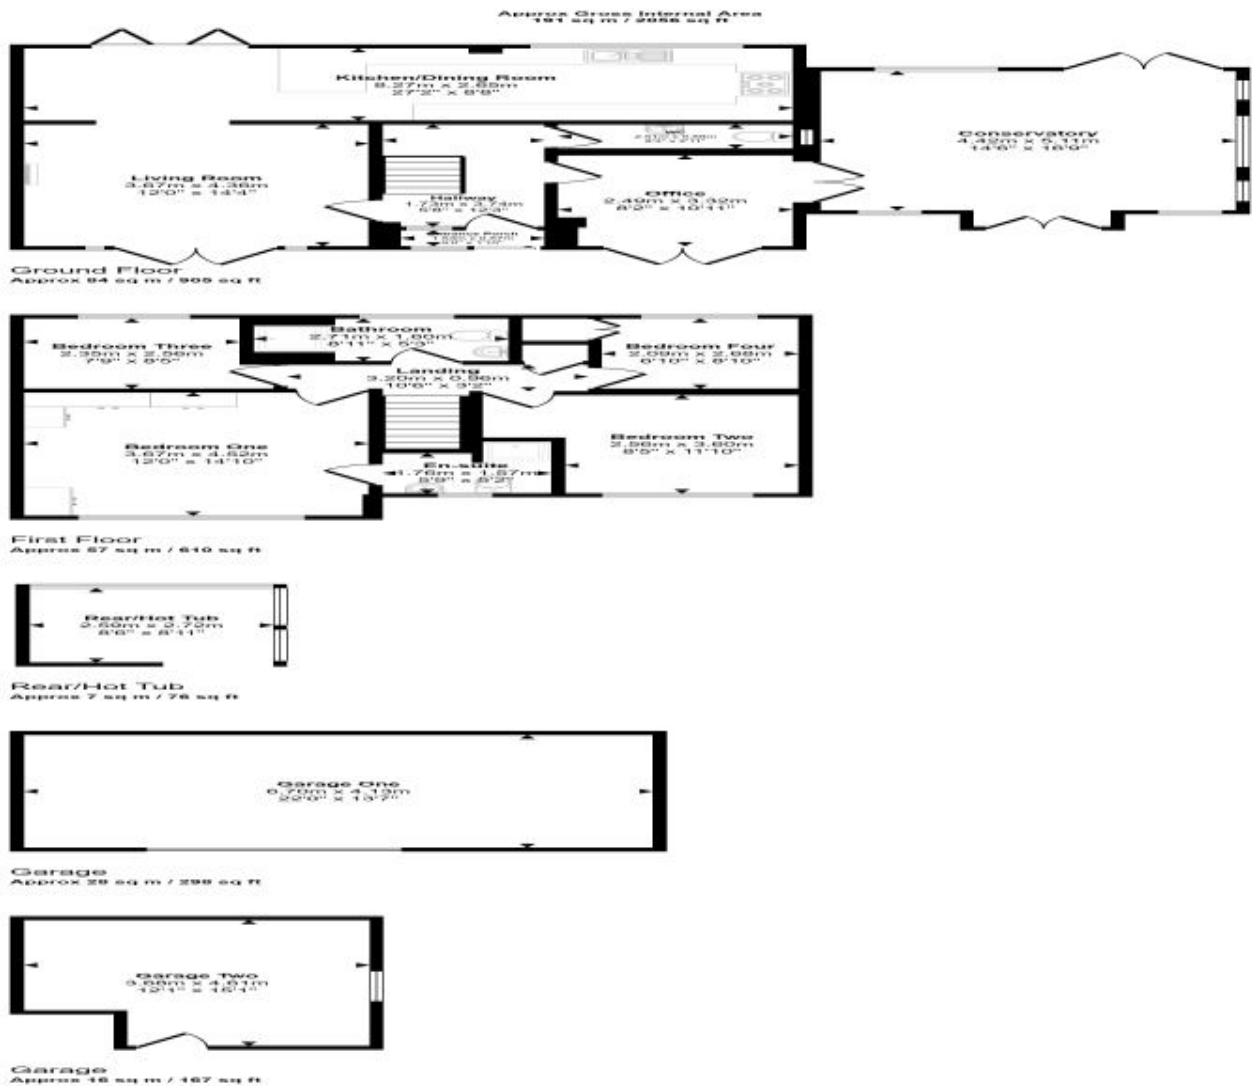 Approx Gross Internal Area
191 sq m / 2056 sq ft
Kitchen/Dining Room
8.27m x 2.65m
27'2" x 8'8"
Conservatory
4.42m x 5.11m
14'6" x 16'9"
Living Room
3.67m x 4.36m
12'0" x 14'4"
Hallway
1.73m x 3.74m
5'8" x 12'3"
Office
2.49m x 3.32m
8'2" x 10'11"
Entrance Porch
Ground Floor
Approx 84 sq m / 905 sq ft
Bedroom Three
2.35m x 2.56m
7'9" x 8'5"
Bathroom
2.71m x 1.60m
8'11" x 5'3"
Landing
3.20m x 0.96m
10'6" x 3'2"
Bedroom Four
2.09m x 2.68m
6'10" x 8'10"
Bedroom One
3.67m x 4.52m
12'0" x 14'10"
En-suite
1.76m x 1.57m
5'9" x 5'2"
Bedroom Two
2.56m x 3.60m
8'5" x 11'10"
First Floor
Approx 57 sq m / 610 sq ft
Rear/Hot Tub
2.59m x 2.72m
8'6" x 8'11"
Rear/Hot Tub
Approx 7 sq m / 76 sq ft
Garage One
6.70m x 4.13m
22'0" x 13'7"
Garage
Approx 28 sq m / 298 sq ft
Garage Two
3.68m x 4.61m
12'1" x 15'1"
Garage
Approx 16 sq m / 167 sq ft